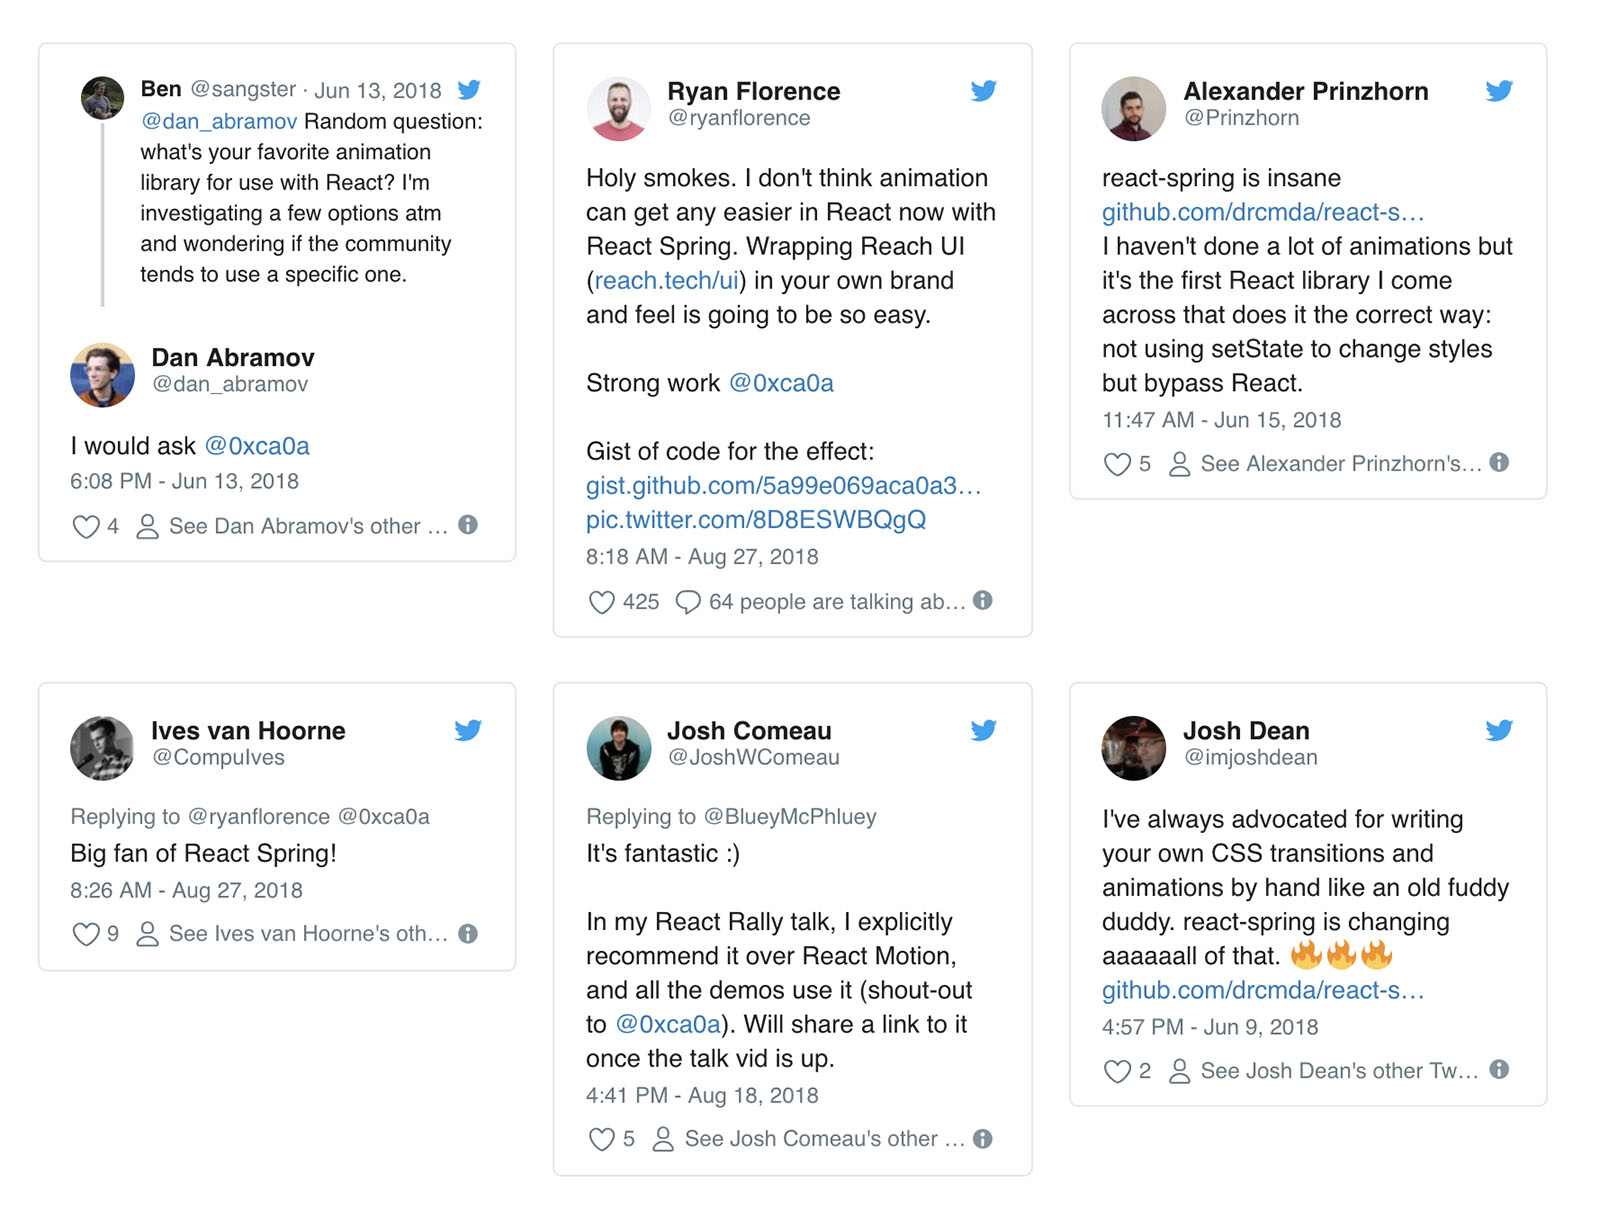 Ben @sangster · Jun 13, 2018
@dan_abramov Random question:
what's your favorite animation
library for use with React? I'm
investigating a few options atm
and wondering if the community
tends to use a specific one.
Dan Abramov
@dan_abramov
I would ask @0xca0a
6:08 PM - Jun 13, 2018
4 See Dan Abramov's other ...
Ryan Florence
@ryanflorence
Holy smokes. I don't think animation
can get any easier in React now with
React Spring. Wrapping Reach UI
(reach.tech/ui) in your own brand
and feel is going to be so easy.
Strong work @0xca0a
Gist of code for the effect:
gist.github.com/5a99e069aca0a3…
pic.twitter.com/8D8ESWBQgQ
8:18 AM - Aug 27, 2018
425 64 people are talking ab...
Alexander Prinzhorn
@Prinzhorn
react-spring is insane
github.com/drcmda/react-s…
I haven't done a lot of animations but
it's the first React library I come
across that does it the correct way:
not using setState to change styles
but bypass React.
11:47 AM - Jun 15, 2018
5 See Alexander Prinzhorn's...
Ives van Hoorne
@CompuIves
Replying to @ryanflorence @0xca0a
Big fan of React Spring!
8:26 AM - Aug 27, 2018
9 See Ives van Hoorne's oth...
Josh Comeau
@JoshWComeau
Replying to @BlueyMcPhluey
It's fantastic :)
In my React Rally talk, I explicitly
recommend it over React Motion,
and all the demos use it (shout-out
to @0xca0a). Will share a link to it
once the talk vid is up.
4:41 PM - Aug 18, 2018
5 See Josh Comeau's other ...
Josh Dean
@imjoshdean
I've always advocated for writing
your own CSS transitions and
animations by hand like an old fuddy
duddy. react-spring is changing
aaaaaall of that. 🔥🔥🔥
github.com/drcmda/react-s…
4:57 PM - Jun 9, 2018
2 See Josh Dean's other Tw...